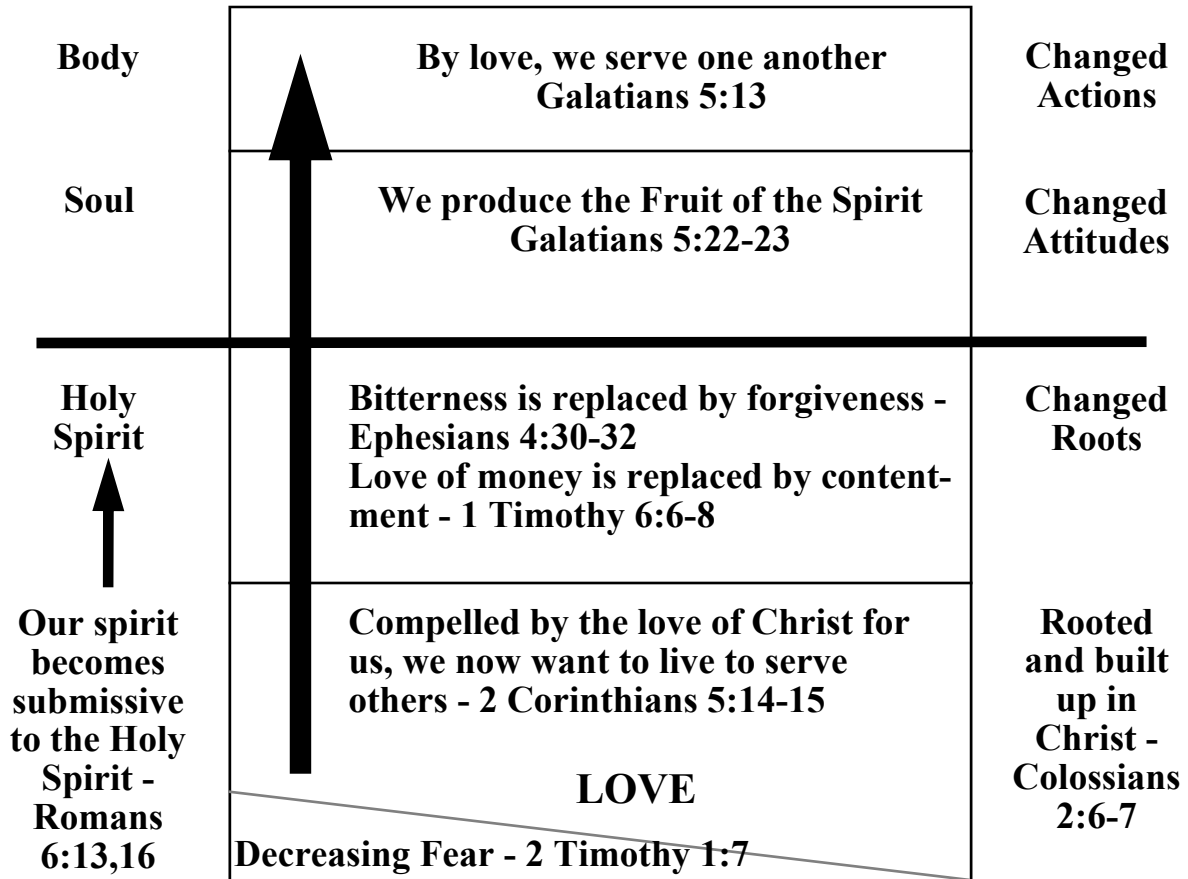 Body
By love, we serve one another
Galatians 5:13
Changed
Actions
Soul
We produce the Fruit of the Spirit
Galatians 5:22-23
Changed
Attitudes
Holy
Spirit
Bitterness is replaced by forgiveness -
Ephesians 4:30-32
Love of money is replaced by content-
ment - 1 Timothy 6:6-8
Changed
Roots
Our spirit
becomes
submissive
to the Holy
Spirit -
Romans
6:13,16
Compelled by the love of Christ for
us, we now want to live to serve
others - 2 Corinthians 5:14-15
LOVE
Decreasing Fear - 2 Timothy 1:7
Rooted
and built
up in
Christ -
Colossians
2:6-7